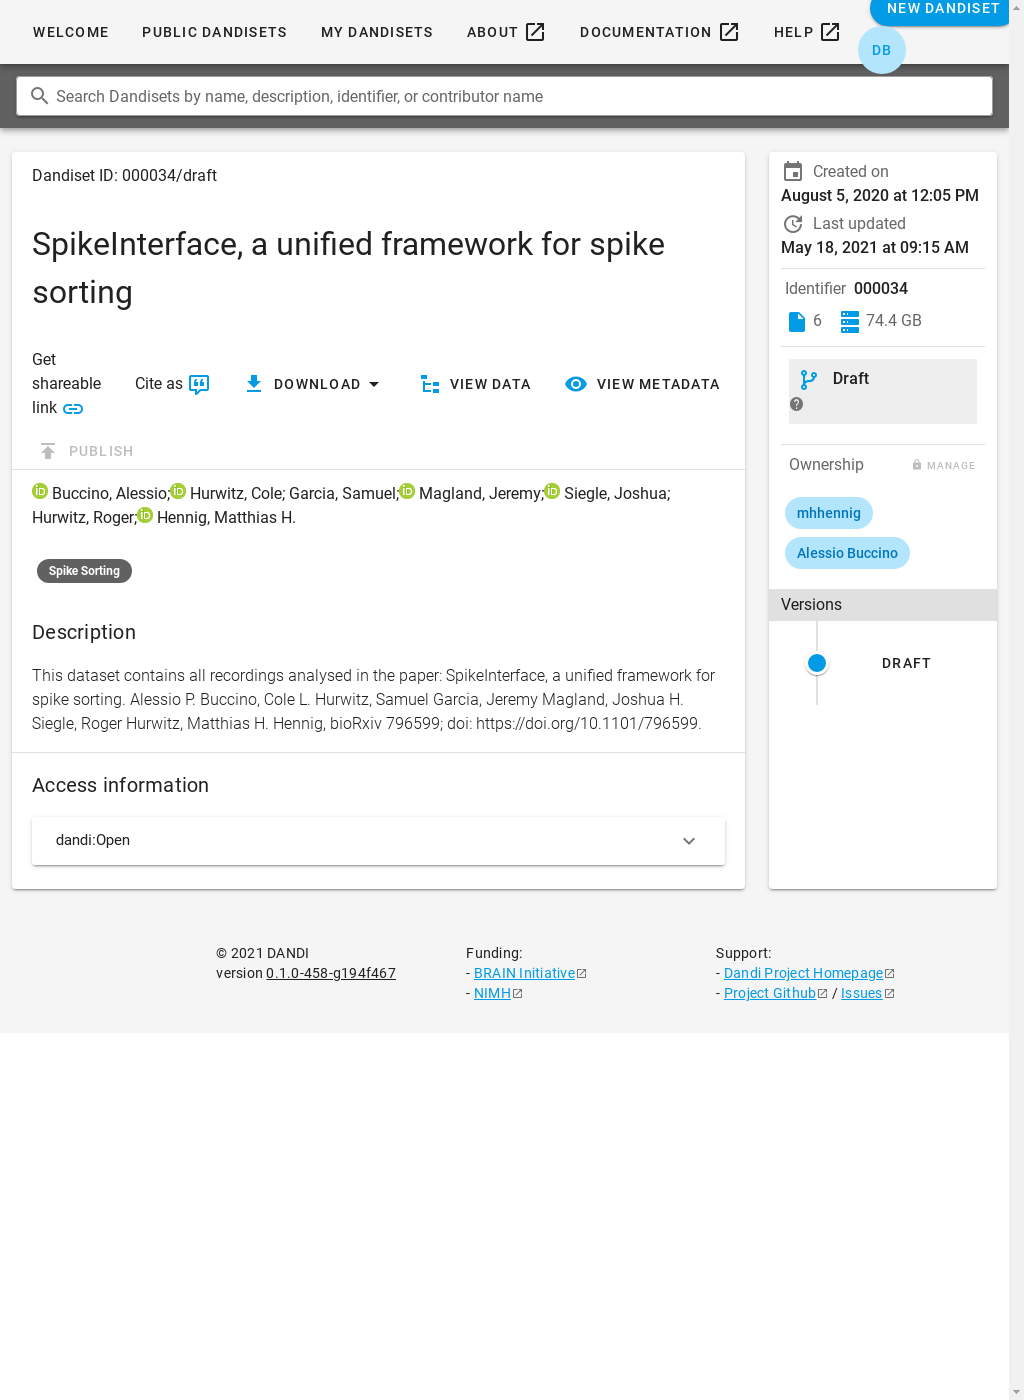 WELCOME PUBLIC DANDISETS MY DANDISETS ABOUT DOCUMENTATION HELP NEW DANDISET
DB
Search Dandisets by name, description, identifier, or contributor name
Dandiset ID: 000034/draft
SpikeInterface, a unified framework for spike
sorting
Get
shareable
link
Cite as
DOWNLOAD
VIEW DATA
VIEW METADATA
PUBLISH
iD Buccino, Alessio; iD Hurwitz, Cole; Garcia, Samuel; iD Magland, Jeremy; iD Siegle, Joshua;
Hurwitz, Roger; iD Hennig, Matthias H.
Spike Sorting
Description
This dataset contains all recordings analysed in the paper: SpikeInterface, a unified framework for
spike sorting. Alessio P. Buccino, Cole L. Hurwitz, Samuel Garcia, Jeremy Magland, Joshua H.
Siegle, Roger Hurwitz, Matthias H. Hennig, bioRxiv 796599; doi: https://doi.org/10.1101/796599.
Access information
dandi:Open
Created on
August 5, 2020 at 12:05 PM
Last updated
May 18, 2021 at 09:15 AM
Identifier 000034
6 74.4 GB
Draft
?
Ownership MANAGE
mhhennig
Alessio Buccino
Versions
DRAFT
© 2021 DANDI
version 0.1.0-458-g194f467
Funding:
- BRAIN Initiative
- NIMH
Support:
- Dandi Project Homepage
- Project Github / Issues